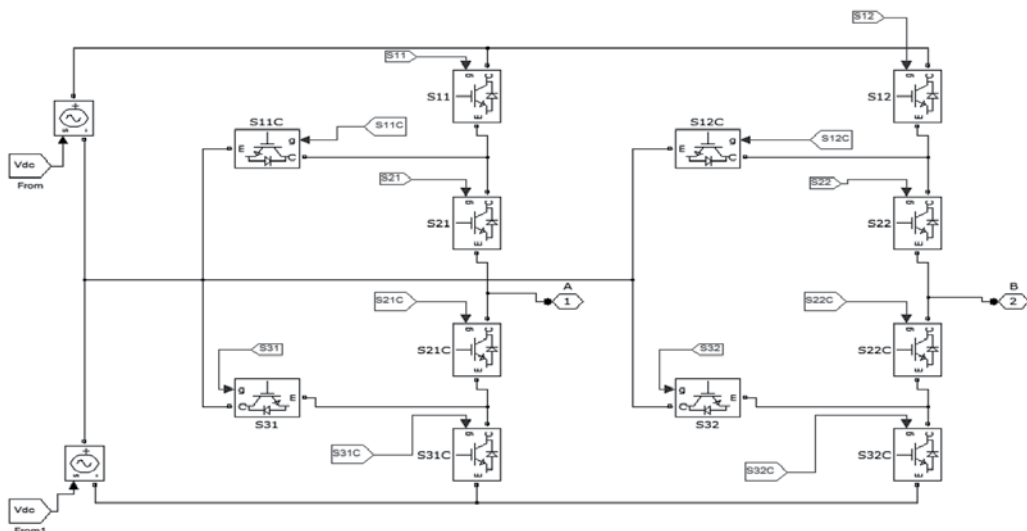 S12
S11
S11
S12
g C
E
g C
E
+
s -
Vdc
From
S11C
S11C
E g C
S12C
S12C
E g C
S21
S21
g C
E
S22
S22
g C
E
A
1
B
2
S21C
S21C
g C
E
S22C
S22C
g C
E
S31
g C E
S31
S32
g C E
S32
S31C
S31C
g C
E
S32C
S32C
g C
E
+
s -
Vdc
From1